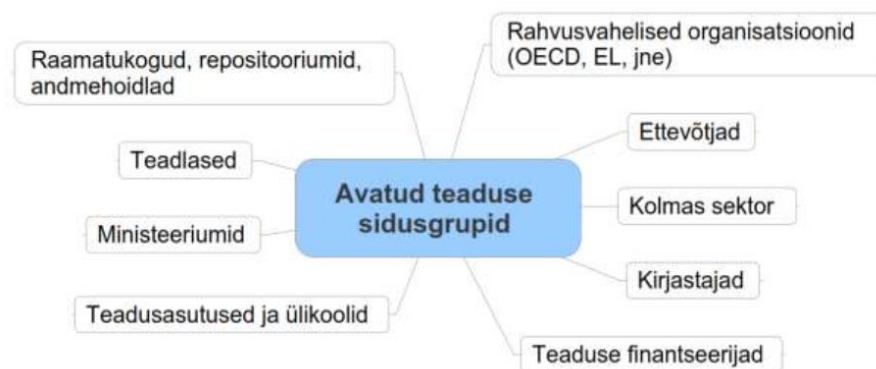 Raamatukogud, repositooriumid,
andmehoidlad
Rahvusvahelised organisatsioonid
(OECD, EL, jne)
Teadlased
Ettevõtjad
Avatud teaduse
sidusgrupid
Ministeeriumid
Kolmas sektor
Teadusasutused ja ülikoolid
Kirjastajad
Teaduse finantseerijad